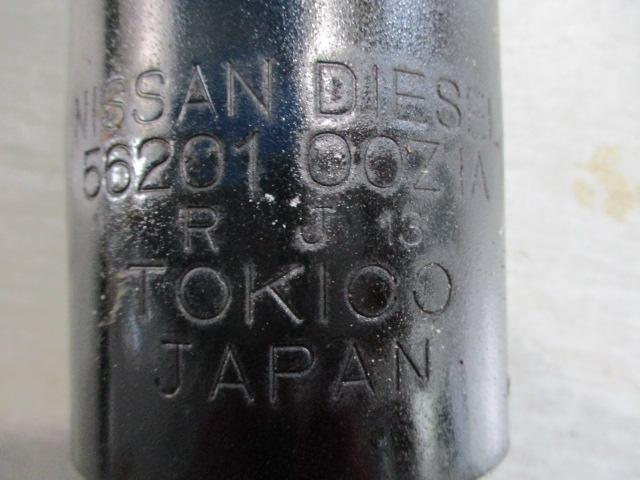 NISSAN DIESEL
56201 00Z1A
R J 16
TOKICO
JAPAN